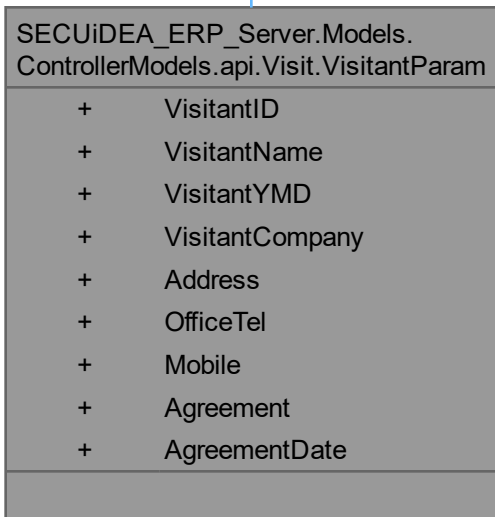 SECUiDEA_ERP_Server.Models.
ControllerModels.api.Visit.VisitantParam
+ VisitantID
+ VisitantName
+ VisitantYMD
+ VisitantCompany
+ Address
+ OfficeTel
+ Mobile
+ Agreement
+ AgreementDate